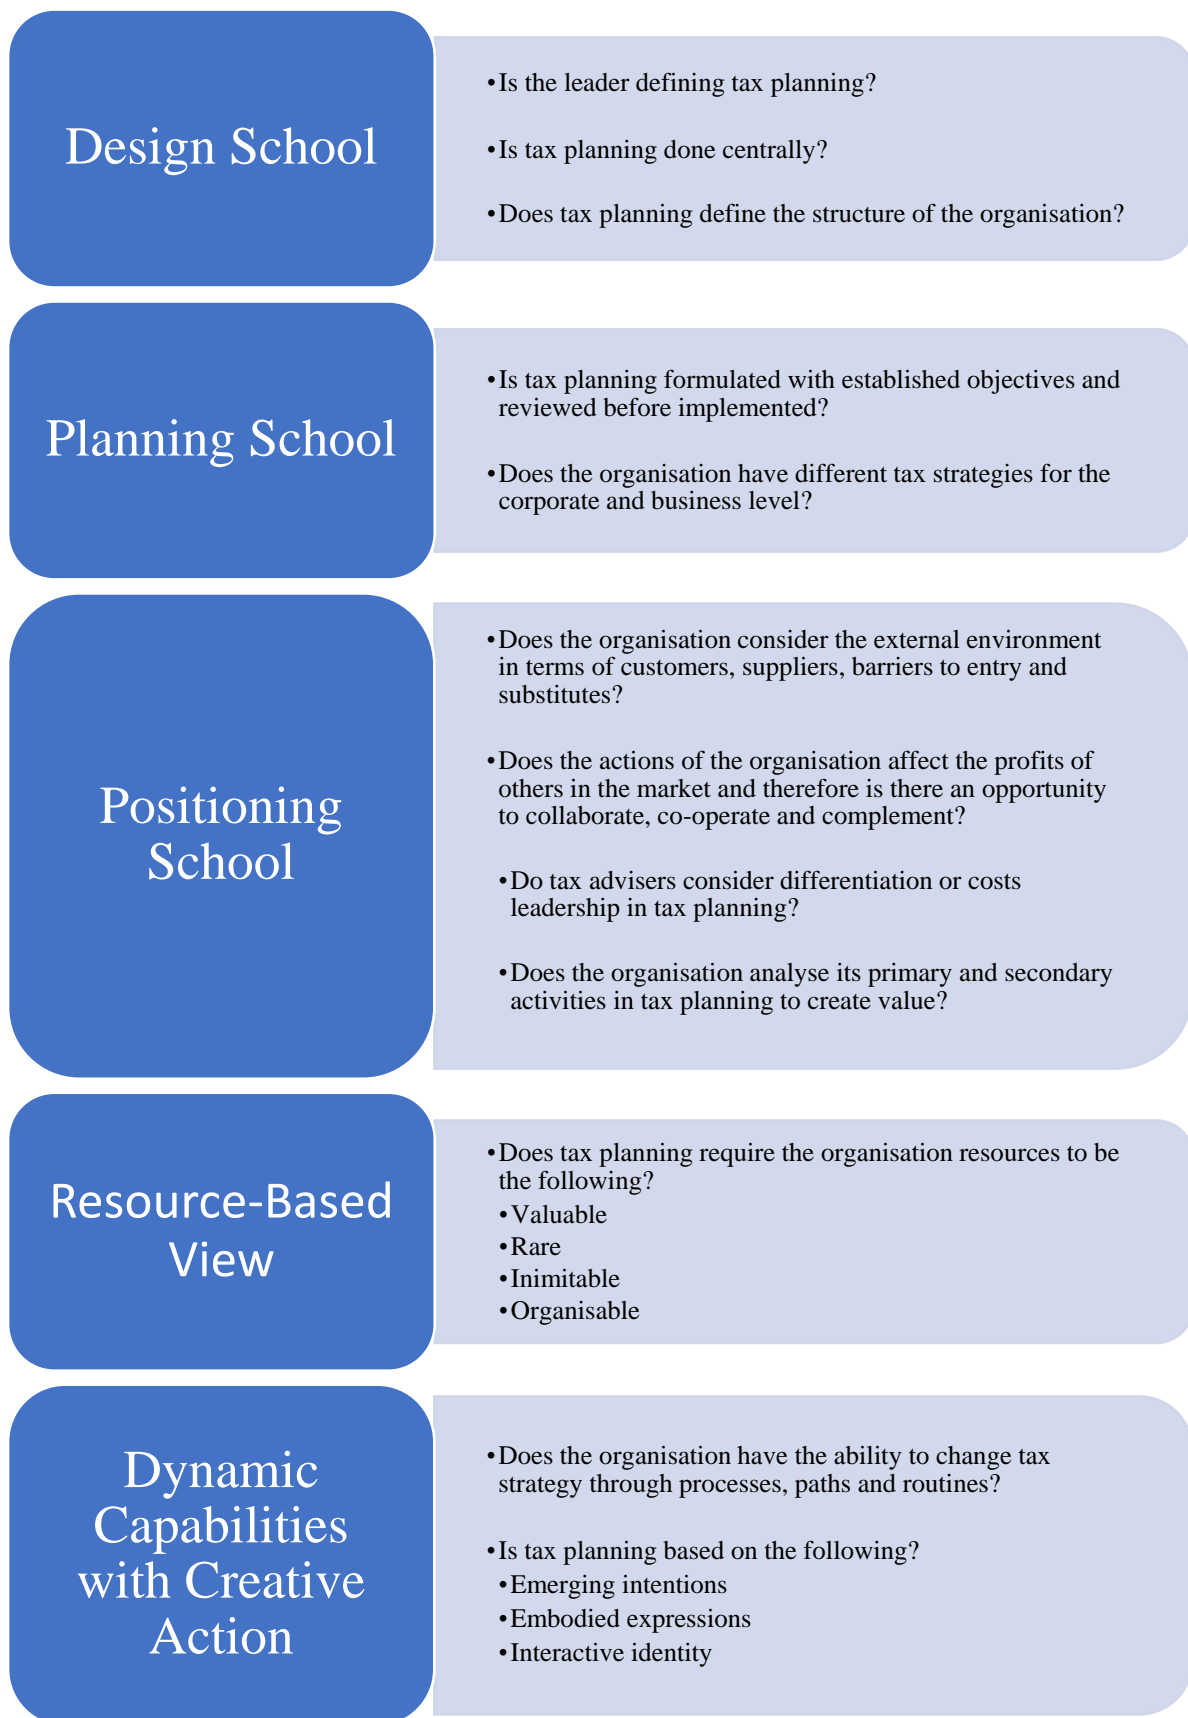 Design School
•Is the leader defining tax planning?
•Is tax planning done centrally?
•Does tax planning define the structure of the organisation?
Planning School
•Is tax planning formulated with established objectives and
reviewed before implemented?
•Does the organisation have different tax strategies for the
corporate and business level?
Positioning
School
•Does the organisation consider the external environment
in terms of customers, suppliers, barriers to entry and
substitutes?
•Does the actions of the organisation affect the profits of
others in the market and therefore is there an opportunity
to collaborate, co-operate and complement?
•Do tax advisers consider differentiation or costs
leadership in tax planning?
•Does the organisation analyse its primary and secondary
activities in tax planning to create value?
Resource-Based
View
•Does tax planning require the organisation resources to be
the following?
•Valuable
•Rare
•Inimitable
•Organisable
Dynamic
Capabilities
with Creative
Action
•Does the organisation have the ability to change tax
strategy through processes, paths and routines?
•Is tax planning based on the following?
•Emerging intentions
•Embodied expressions
•Interactive identity